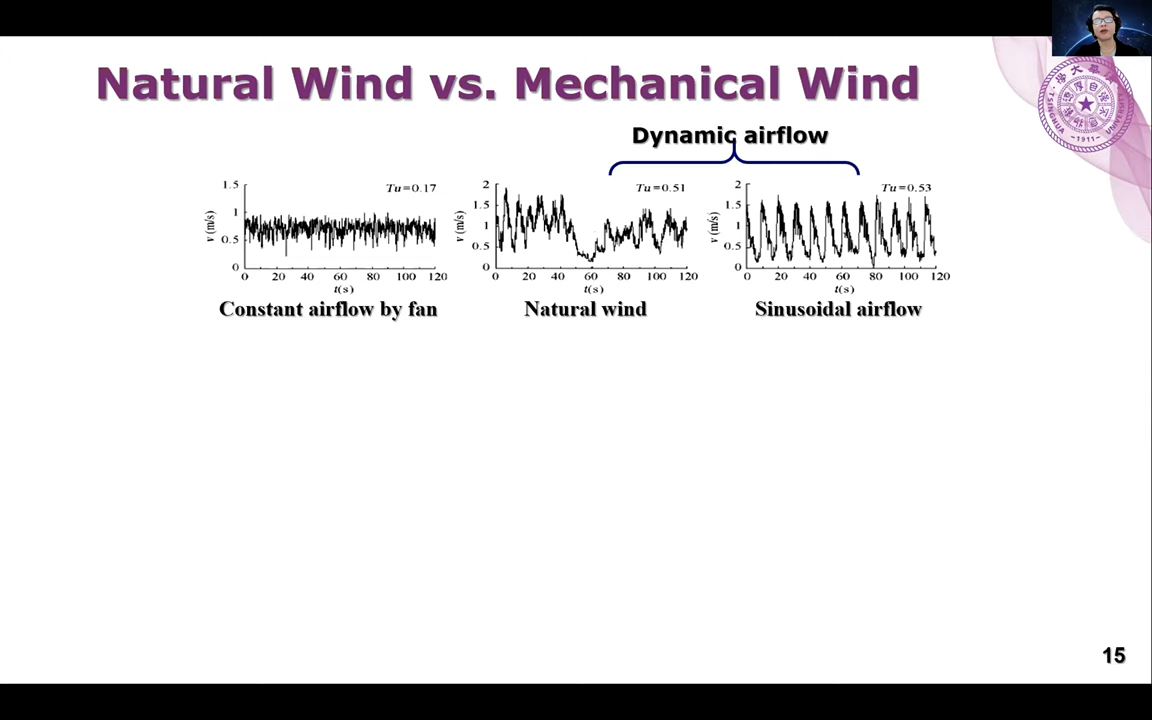 Natural Wind vs. Mechanical Wind
Dynamic airflow
1.5
1
0.5
0
v (m/s)
Tu=0.17
0 20 40 60 80 100 120
t(s)
Constant airflow by fan
2
1.5
1
0.5
0
v (m/s)
Tu=0.51
0 20 40 60 80 100 120
t(s)
Natural wind
2
1.5
1
0.5
0
v (m/s)
Tu=0.53
0 20 40 60 80 100 120
t(s)
Sinusoidal airflow
TSINGHUA UNIVERSITY
-1911-
15